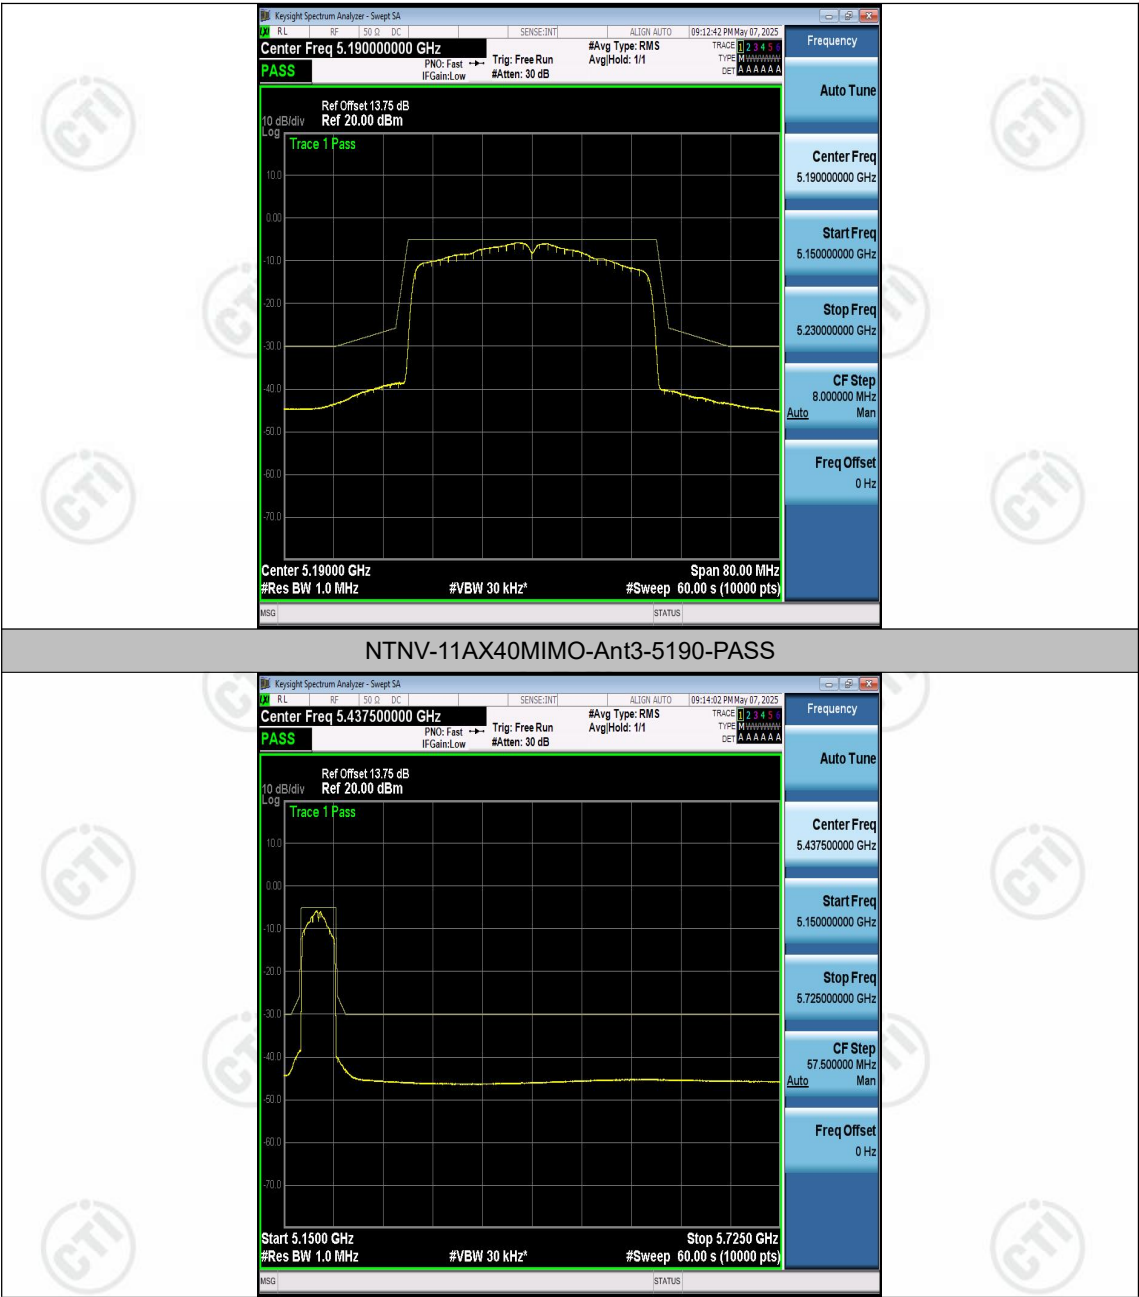 Keysight Spectrum Analyzer - Swept SA
RL RF 50 Ω DC SENSE:INT ALIGN AUTO 09:12:42 PM May 07, 2025
Center Freq 5.190000000 GHz
#Avg Type: RMS
TRACE 1 2 3 4 5 6
PASS
PNO: Fast
Trig: Free Run
Avg|Hold: 1/1
TYPE M WWWWW
IFGain:Low
#Atten: 30 dB
DET A A A A A A
Ref Offset 13.75 dB
10 dB/div Ref 20.00 dBm
Log
Trace 1 Pass
10.0
0.00
-10.0
-20.0
-30.0
-40.0
-50.0
-60.0
-70.0
Center 5.19000 GHz Span 80.00 MHz
#Res BW 1.0 MHz #VBW 30 kHz* #Sweep 60.00 s (10000 pts)
MSG STATUS
Frequency
Auto Tune
Center Freq
5.190000000 GHz
Start Freq
5.150000000 GHz
Stop Freq
5.230000000 GHz
CF Step
8.000000 MHz
Auto Man
Freq Offset
0 Hz
NTNV-11AX40MIMO-Ant3-5190-PASS
Keysight Spectrum Analyzer - Swept SA
RL RF 50 Ω DC SENSE:INT ALIGN AUTO 09:14:02 PM May 07, 2025
Center Freq 5.437500000 GHz
#Avg Type: RMS
TRACE 1 2 3 4 5 6
PASS
PNO: Fast
Trig: Free Run
Avg|Hold: 1/1
TYPE M WWWWW
IFGain:Low
#Atten: 30 dB
DET A A A A A A
Ref Offset 13.75 dB
10 dB/div Ref 20.00 dBm
Log
Trace 1 Pass
10.0
0.00
-10.0
-20.0
-30.0
-40.0
-50.0
-60.0
-70.0
Start 5.1500 GHz Stop 5.7250 GHz
#Res BW 1.0 MHz #VBW 30 kHz* #Sweep 60.00 s (10000 pts)
MSG STATUS
Frequency
Auto Tune
Center Freq
5.437500000 GHz
Start Freq
5.150000000 GHz
Stop Freq
5.725000000 GHz
CF Step
57.500000 MHz
Auto Man
Freq Offset
0 Hz
CTI
CTI
CTI
CTI
CTI
CTI
CTI
CTI
CTI